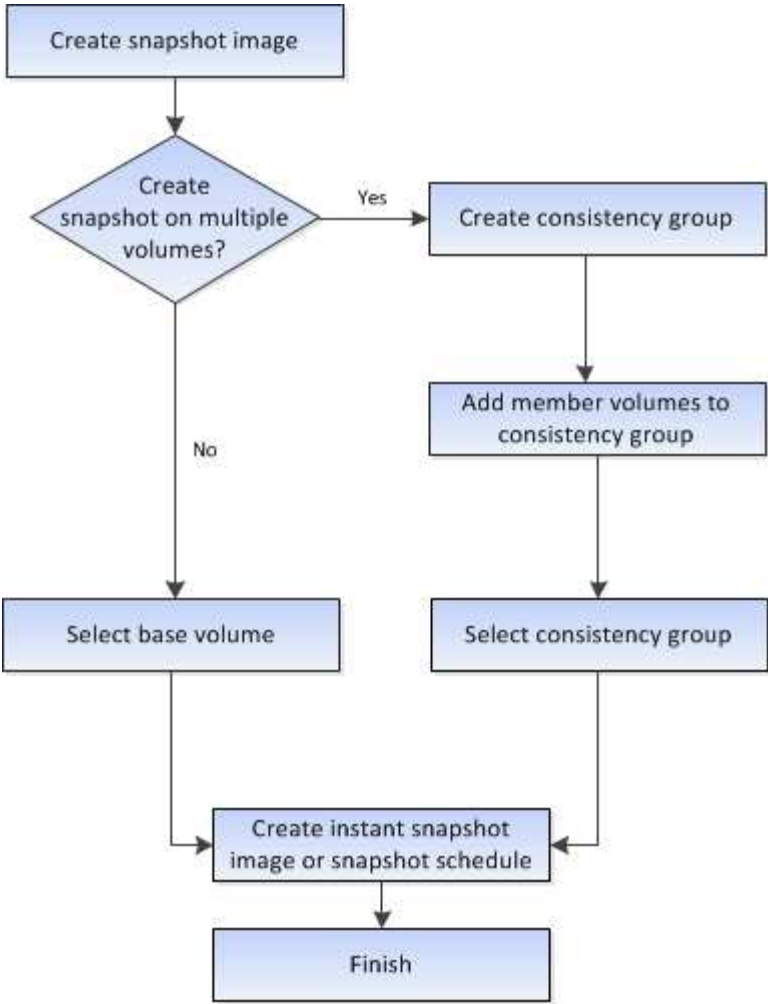 Create snapshot image
Create
snapshot on multiple
volumes?
Yes
Create consistency group
Add member volumes to
consistency group
No
Select base volume
Select consistency group
Create instant snapshot
image or snapshot schedule
Finish